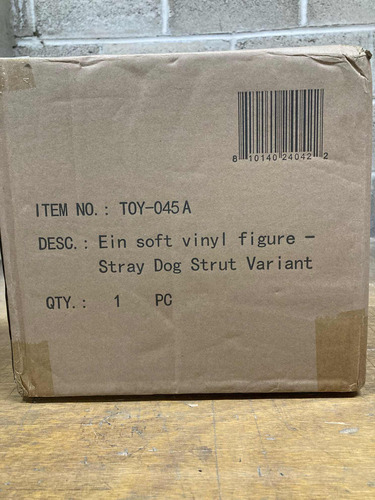 8 10140 24042 2
ITEM NO.: TOY-045A
DESC.: Ein soft vinyl figure -
Stray Dog Strut Variant
QTY.: 1 PC